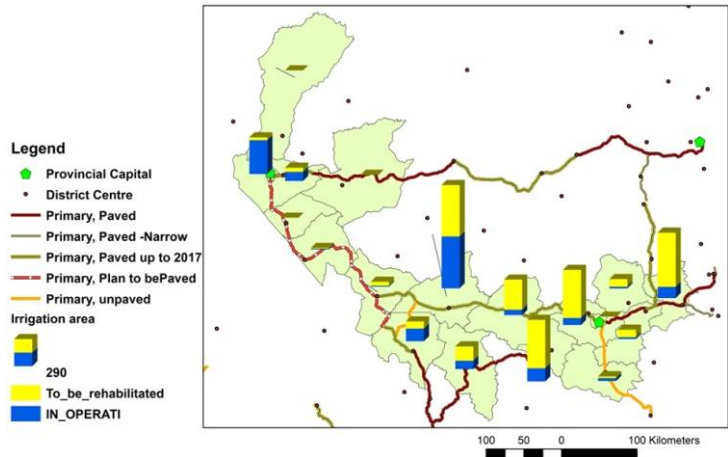 Legend
Provincial Capital
District Centre
Primary, Paved
Primary, Paved -Narrow
Primary, Paved up to 2017
Primary, Plan to bePaved
Primary, unpaved
Irrigation area
290
To_be_rehabilitated
IN_OPERATI
100 50 0 100 Kilometers